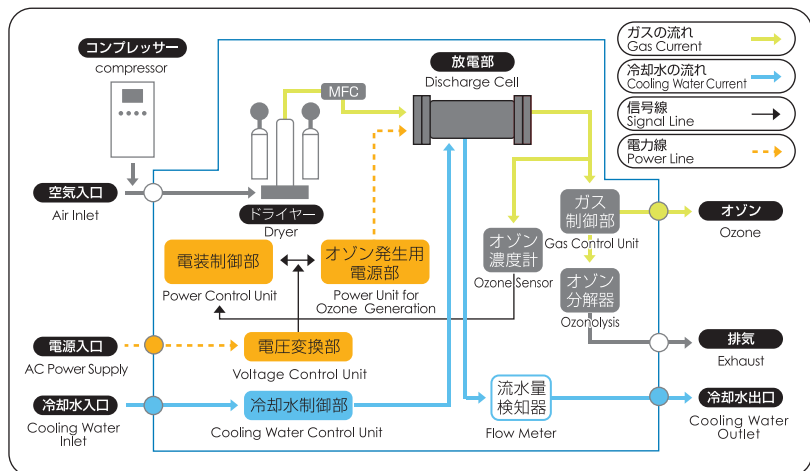 コンプレッサー
compressor
MFC
放電部
Discharge Cell
ガスの流れ
Gas Current
冷却水の流れ
Cooling Water Current
信号線
Signal Line
電力線
Power Line
空気入口
Air Inlet
ドライヤー
Dryer
ガス
制御部
Gas Control Unit
オゾン
Ozone
電装制御部
Power Control Unit
オゾン発生用
電源部
Power Unit for
Ozone Generation
オゾン
濃度計
Ozone Sensor
オゾン
分解器
Ozonolysis
電源入口
AC Power Supply
電圧変換部
Voltage Control Unit
排気
Exhaust
冷却水入口
Cooling Water
Inlet
冷却水制御部
Cooling Water Control Unit
流水量
検知器
Flow Meter
冷却水出口
Cooling Water
Outlet